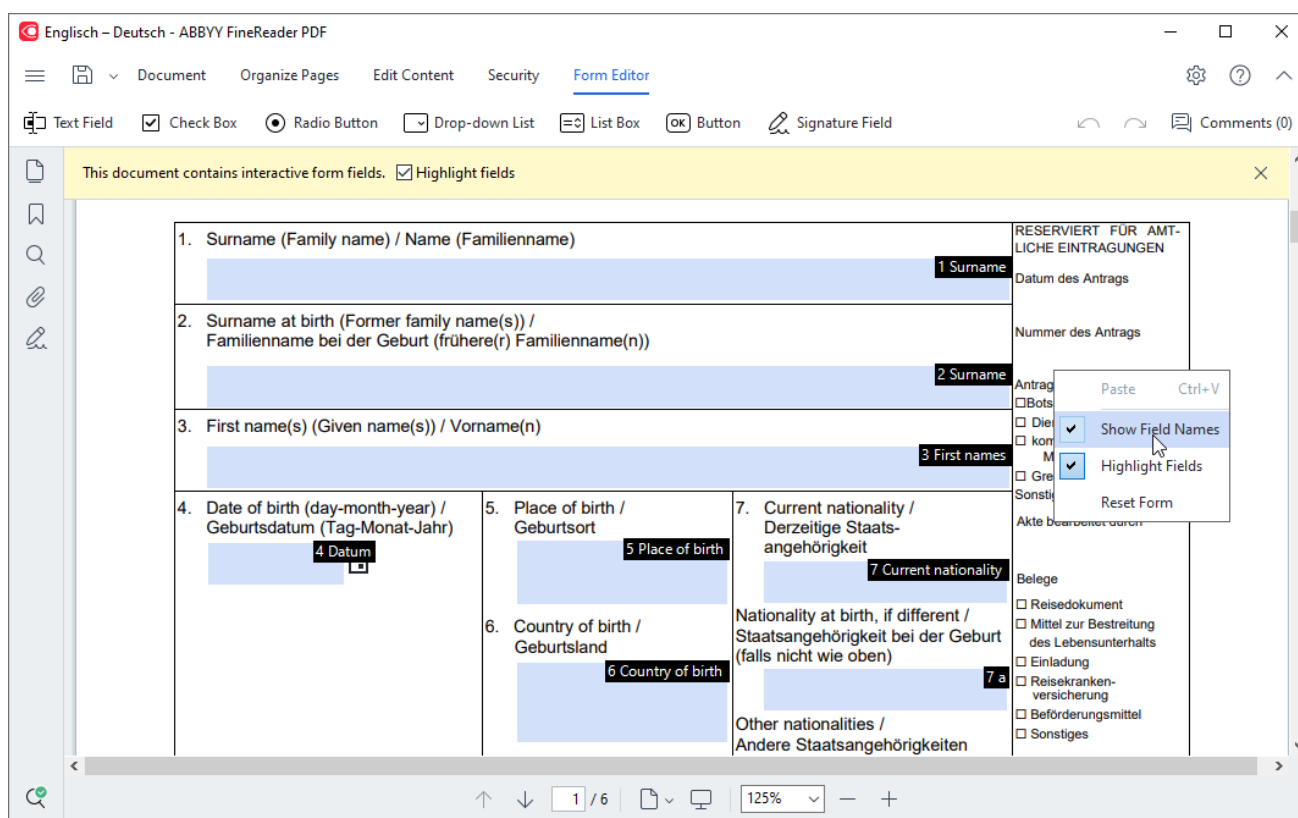 Englisch – Deutsch - ABBYY FineReader PDF
Document Organize Pages Edit Content Security Form Editor
Text Field Check Box Radio Button Drop-down List List Box OK Button Signature Field Comments (0)
This document contains interactive form fields. Highlight fields
1. Surname (Family name) / Name (Familienname)
1 Surname
2. Surname at birth (Former family name(s)) /
Familienname bei der Geburt (frühere(r) Familienname(n))
2 Surname
3. First name(s) (Given name(s)) / Vorname(n)
3 First names
4. Date of birth (day-month-year) /
Geburtsdatum (Tag-Monat-Jahr)
4 Datum
5. Place of birth /
Geburtsort
5 Place of birth
6. Country of birth /
Geburtsland
6 Country of birth
7. Current nationality /
Derzeitige Staats-
angehörigkeit
7 Current nationality
Nationality at birth, if different /
Staatsangehörigkeit bei der Geburt
(falls nicht wie oben)
7 a
Other nationalities /
Andere Staatsangehörigkeiten
RESERVIERT FÜR AMT-
LICHE EINTRAGUNGEN
Datum des Antrags
Nummer des Antrags
Paste Ctrl+V
Show Field Names
Highlight Fields
Reset Form
Akte bearbeitet durch
Belege
Reisedokument
Mittel zur Bestreitung
des Lebensunterhalts
Einladung
Reisekranken-
versicherung
Beförderungsmittel
Sonstiges
1 / 6 125%